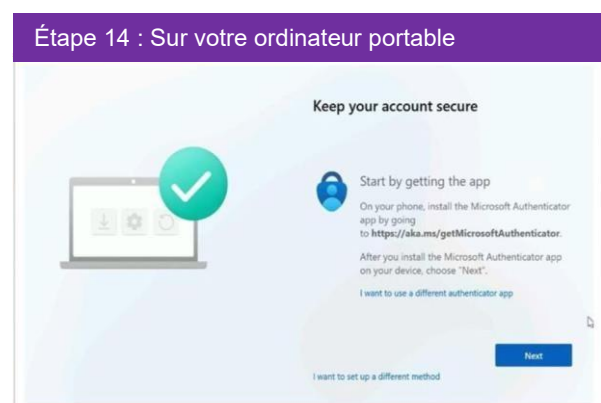 Étape 14 : Sur votre ordinateur portable
Keep your account secure
Start by getting the app
On your phone, install the Microsoft Authenticator
app by going
to https://aka.ms/getMicrosoftAuthenticator.
After you install the Microsoft Authenticator app
on your device, choose "Next".
I want to use a different authenticator app
Next
I want to set up a different method